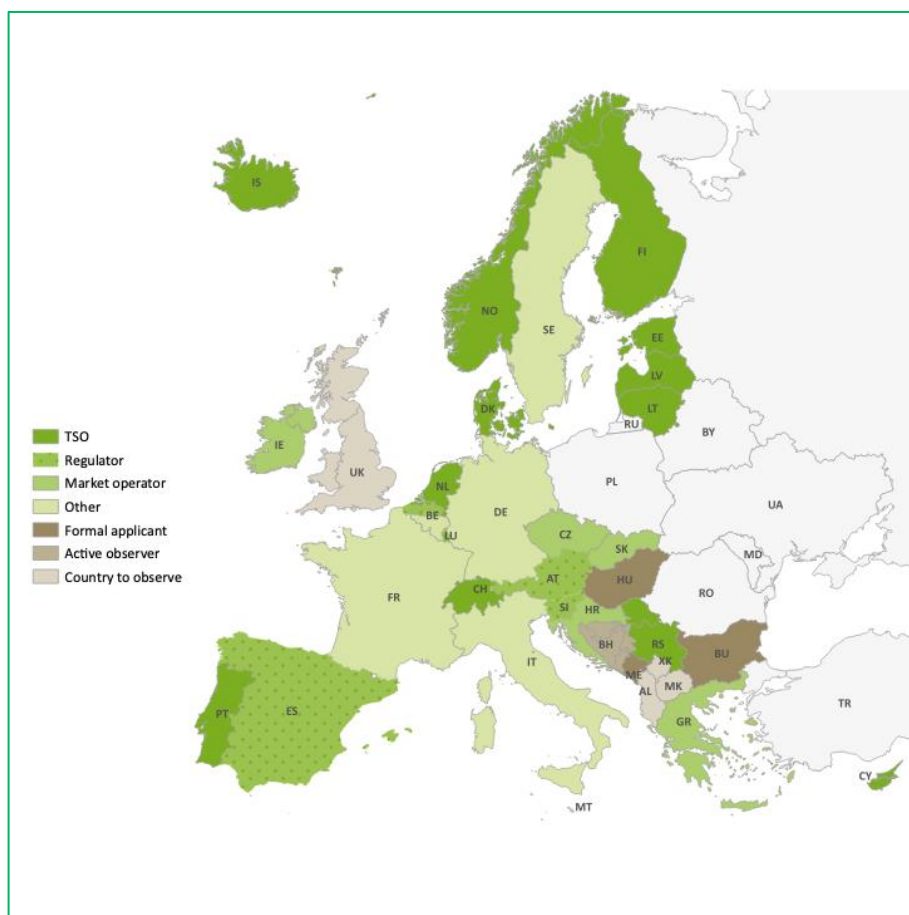 IS
FI
NO
SE
EE
LV
LT
DK
RU
BY
IE
UK
NL
PL
BE
DE
UA
LU
CZ
SK
MD
CH
AT
HU
RO
FR
SI
HR
BH
RS
BU
IT
ME
XK
AL
MK
PT
ES
GR
TR
CY
MT
TSO
Regulator
Market operator
Other
Formal applicant
Active observer
Country to observe